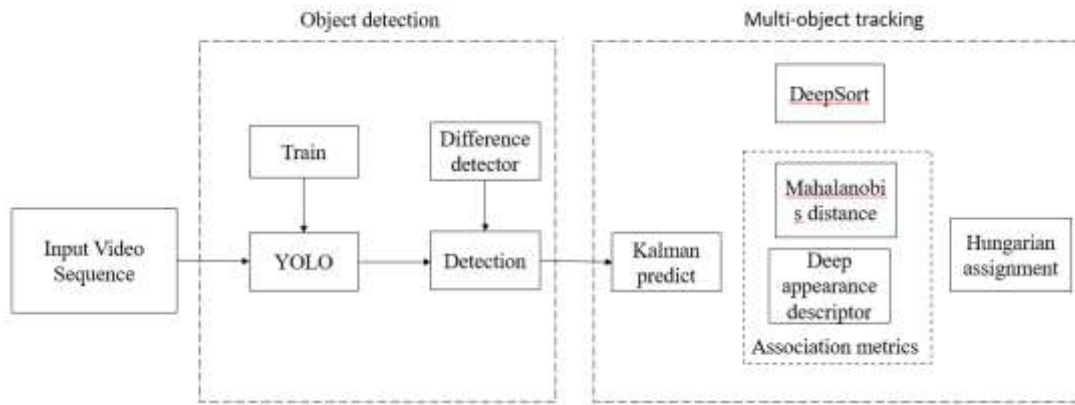 Object detection
Multi-object tracking
DeepSort
Train
Difference
detector
Mahalanobi
s distance
Input Video
Sequence
YOLO
Detection
Kalman
predict
Deep
appearance
descriptor
Hungarian
assignment
Association metrics